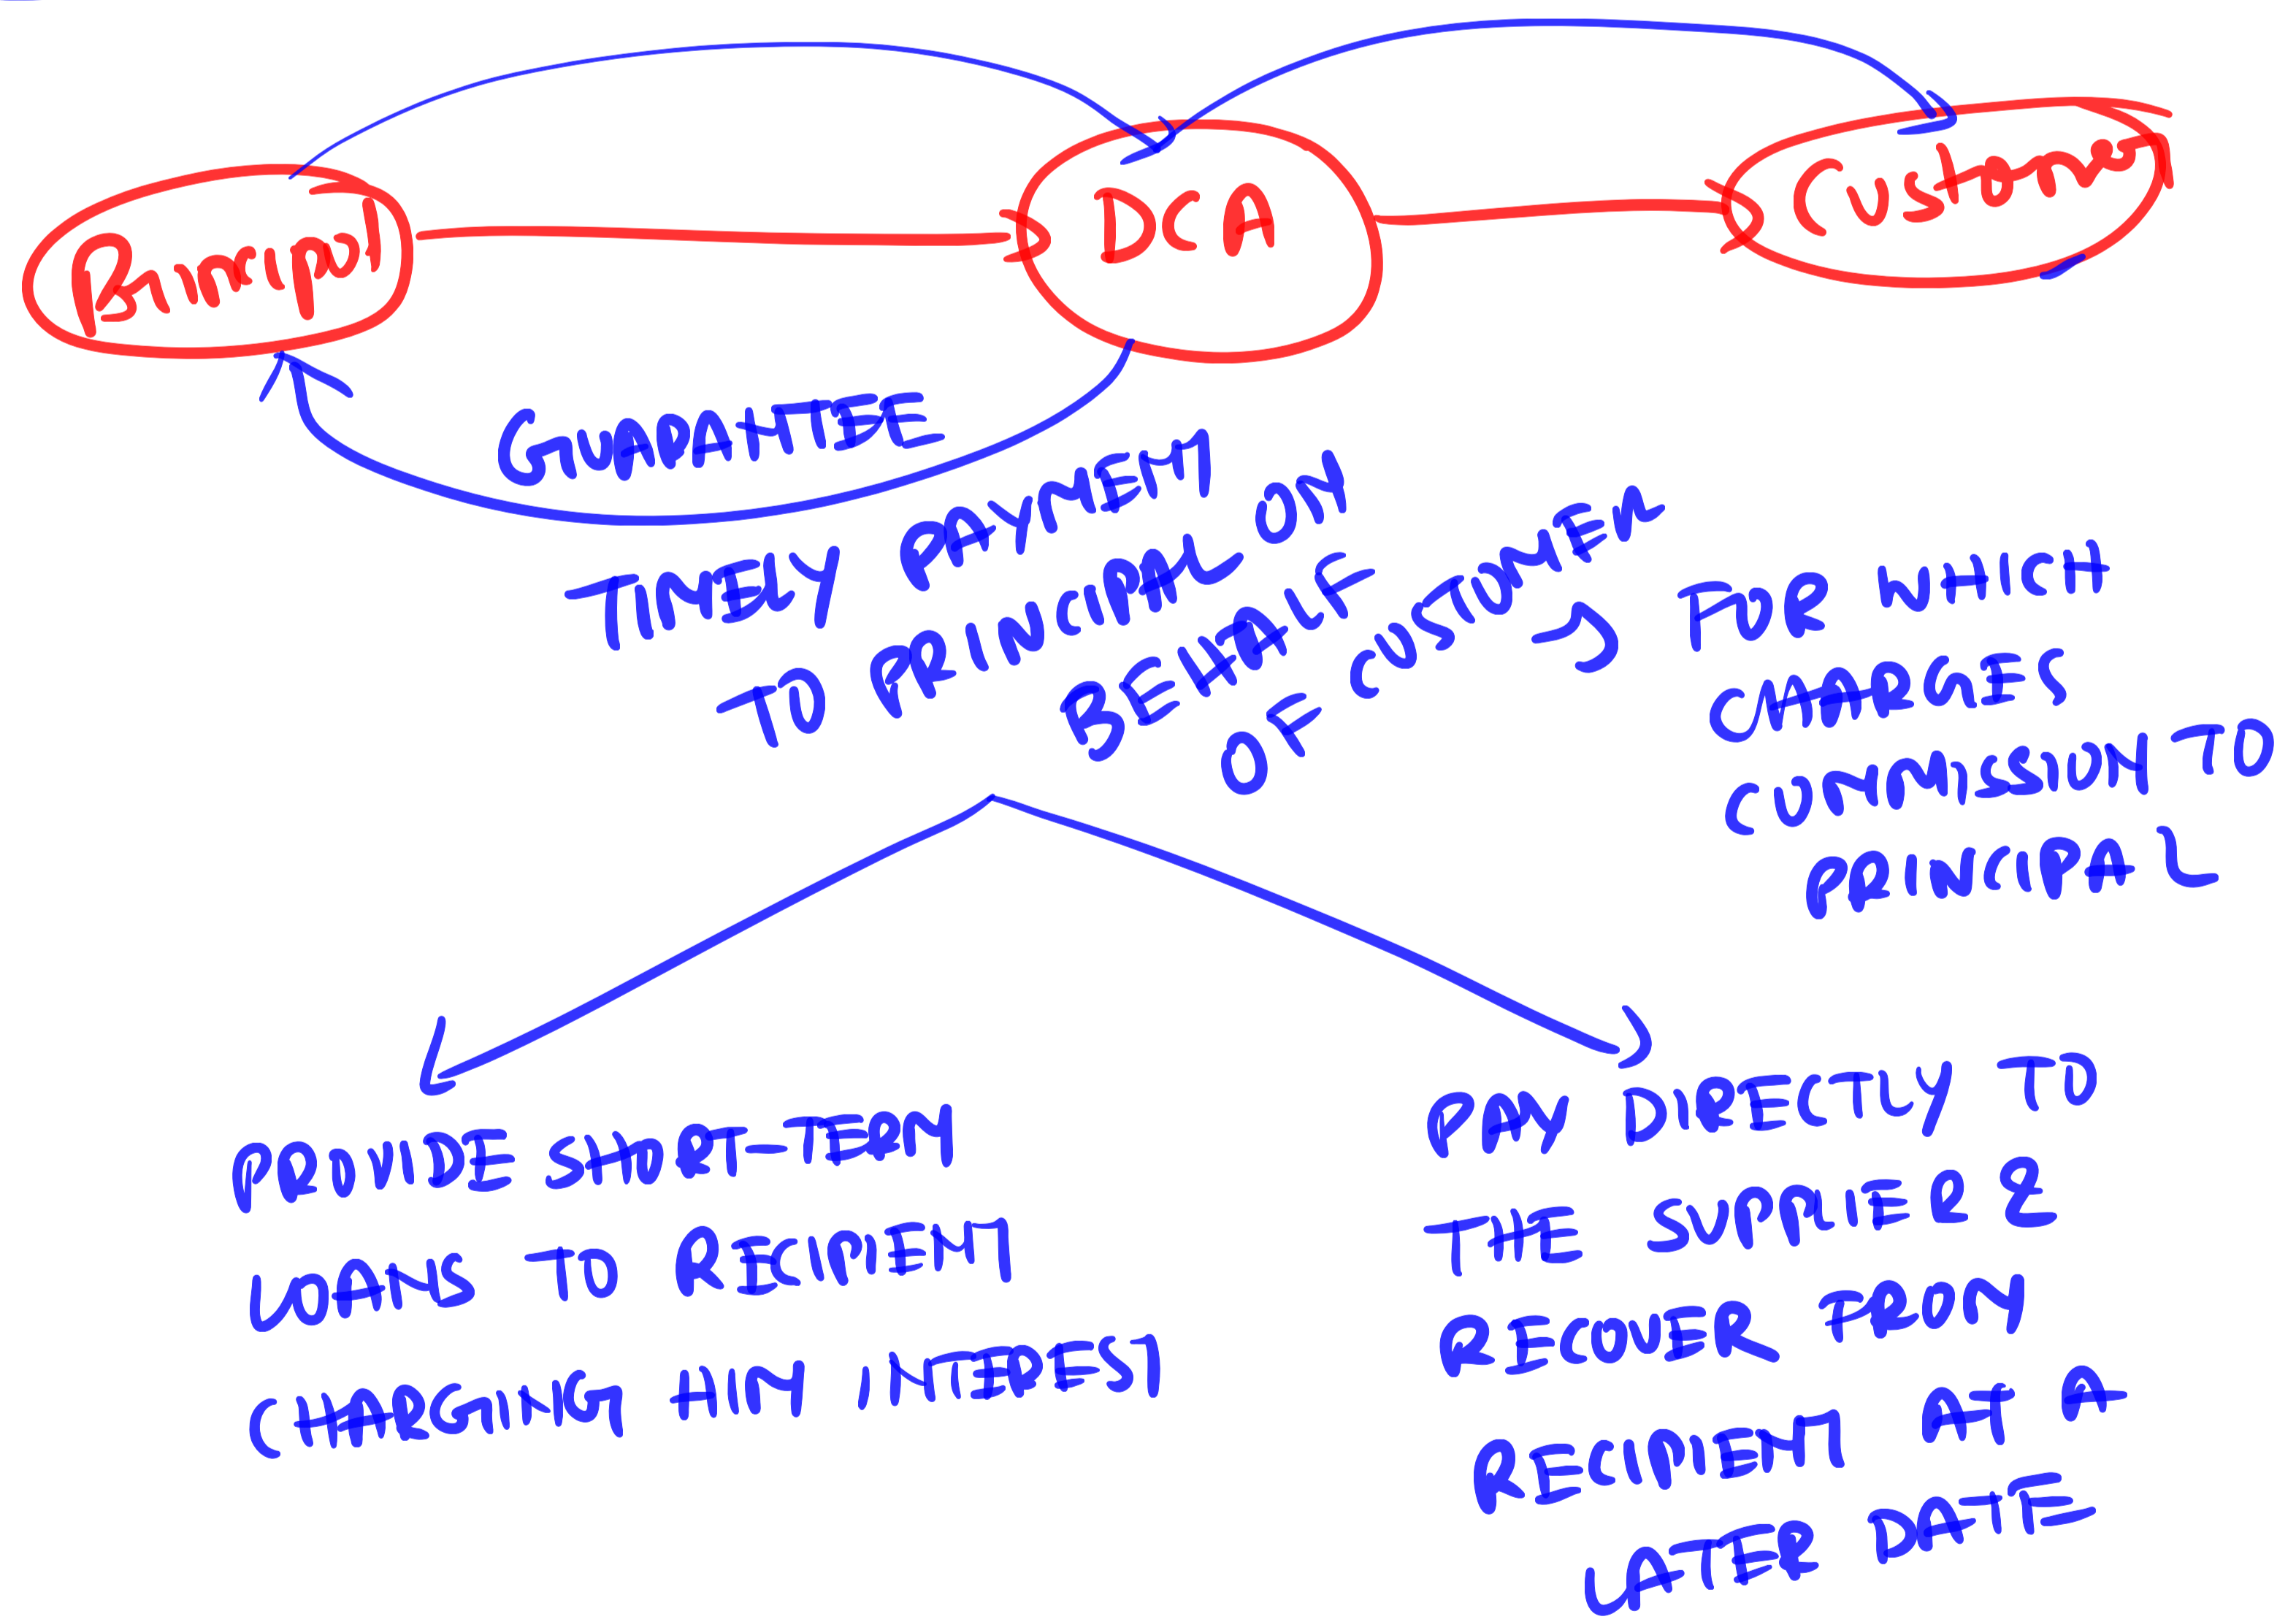 Principal
DCA
Customer
GUARANTEE
TIMELY PAYMENT
TO PRINCIPAL ON
BEHALF
OF CUSTOMER
FOR WHICH
CHARGES
COMMISSION TO
PRINCIPAL
PROVIDE SHORT-TERM
LOANS TO RECIPIENT
CHARGING HIM INTEREST
PAY DIRECTLY TO
THE SUPPLIER &
RECOVER FROM
RECIPIENT AT A
LATER DATE